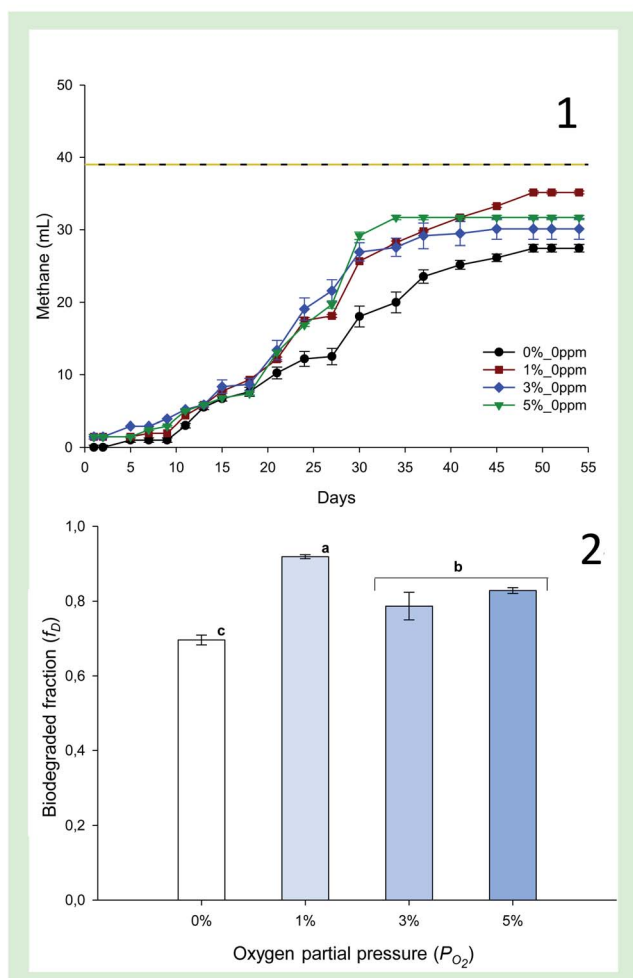 1
50
40
30
20
10
0
Methane (mL)
0%_0ppm
1%_0ppm
3%_0ppm
5%_0ppm
0 5 10 15 20 25 30 35 40 45 50 55
Days
2
1,0
0,8
0,6
0,4
0,2
0,0
Biodegraded fraction (f_D)
c
a
b
0% 1% 3% 5%
Oxygen partial pressure (P_O2)